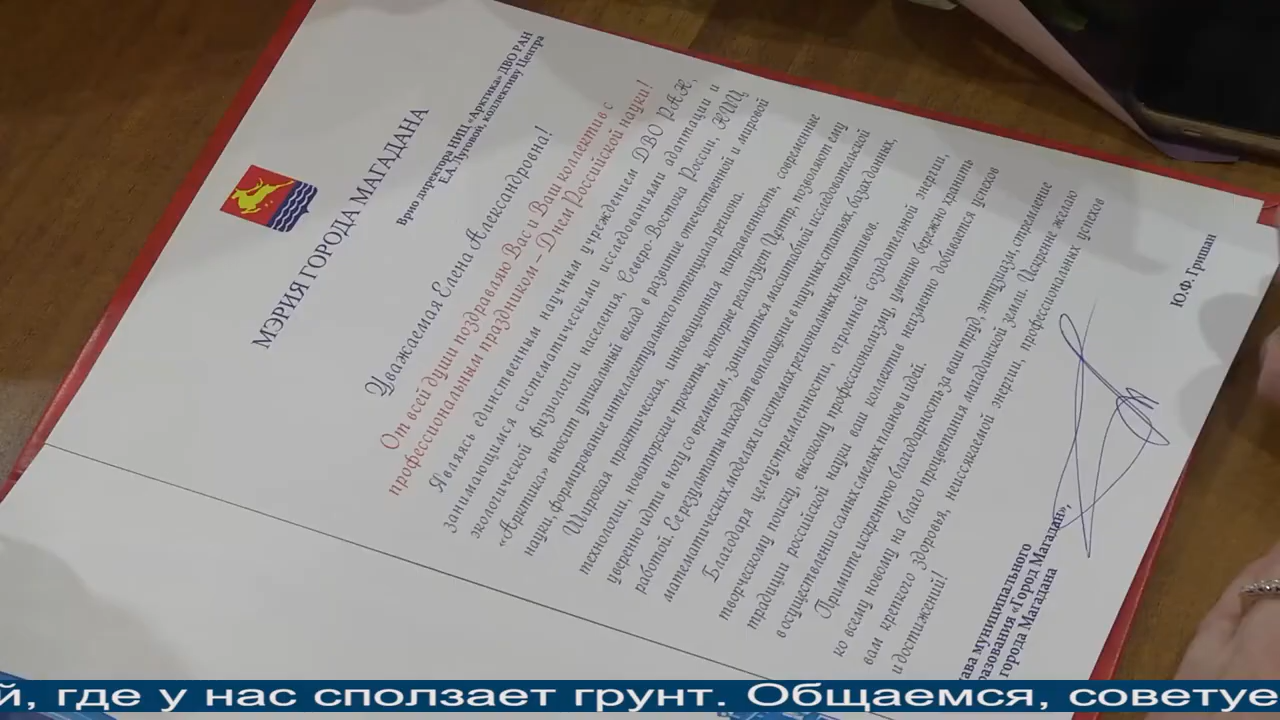 МЭРИЯ ГОРОДА МАГАДАНА
Врио директора НИЦ «Арктика» ДВО РАН
Е.А. Луговой, коллективу Центра
Уважаемая Елена Александровна!
От всей души поздравляю Вас и Ваш коллектив с
профессиональным праздником – Днем Российской науки!
Являясь единственным научным учреждением ДВО РАН,
занимающимся систематическими исследованиями адаптации и
экологической физиологии населения, Северо-Востока России, НИЦ
«Арктика» вносит уникальный вклад в развитие отечественной и мировой
науки, формирование интеллектуального потенциала региона.
Широкая практическая, инновационная направленность, современные
технологии, новаторские проекты, которые реализует Центр, позволяют ему
уверенно идти в ногу со временем, заниматься масштабной исследовательской
работой. Ее результаты находят воплощение в научных статьях, базах данных,
математических моделях и системах региональных нормативов.
Благодаря целеустремленности, огромной созидательной энергии,
творческому поиску, высокому профессионализму, умению бережно хранить
традиции российской науки ваш коллектив неизменно добивается успехов
в осуществлении самых смелых планов и идей.
Примите искреннюю благодарность за ваш труд, энтузиазм, стремление
ко всему новому на благо процветания магаданской земли. Искренне желаю
вам крепкого здоровья, неиссякаемой энергии, профессиональных успехов
и достижений!
ава муниципального
разования «Город Магадан»,
города Магадана
Ю.Ф. Гришан
й, где у нас сползает грунт. Общаемся, советуе